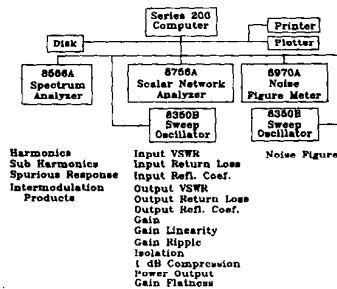 Series 200
Computer
Printer
Disk
Plotter
8566A
Spectrum
Analyzer
8756A
Scalar Network
Analyzer
8970A
Noise
Figure Meter
8350B
Sweep
Oscillator
8350B
Sweep
Oscillator
Harmonics
Sub Harmonics
Spurious Response
Intermodulation
Products
Input VSWR
Input Return Loss
Input Refl. Coef.
Output VSWR
Output Return Loss
Output Refl. Coef.
Gain
Gain Linearity
Gain Ripple
Isolation
1 dB Compression
Power Output
Gain Flatness
Noise Figure